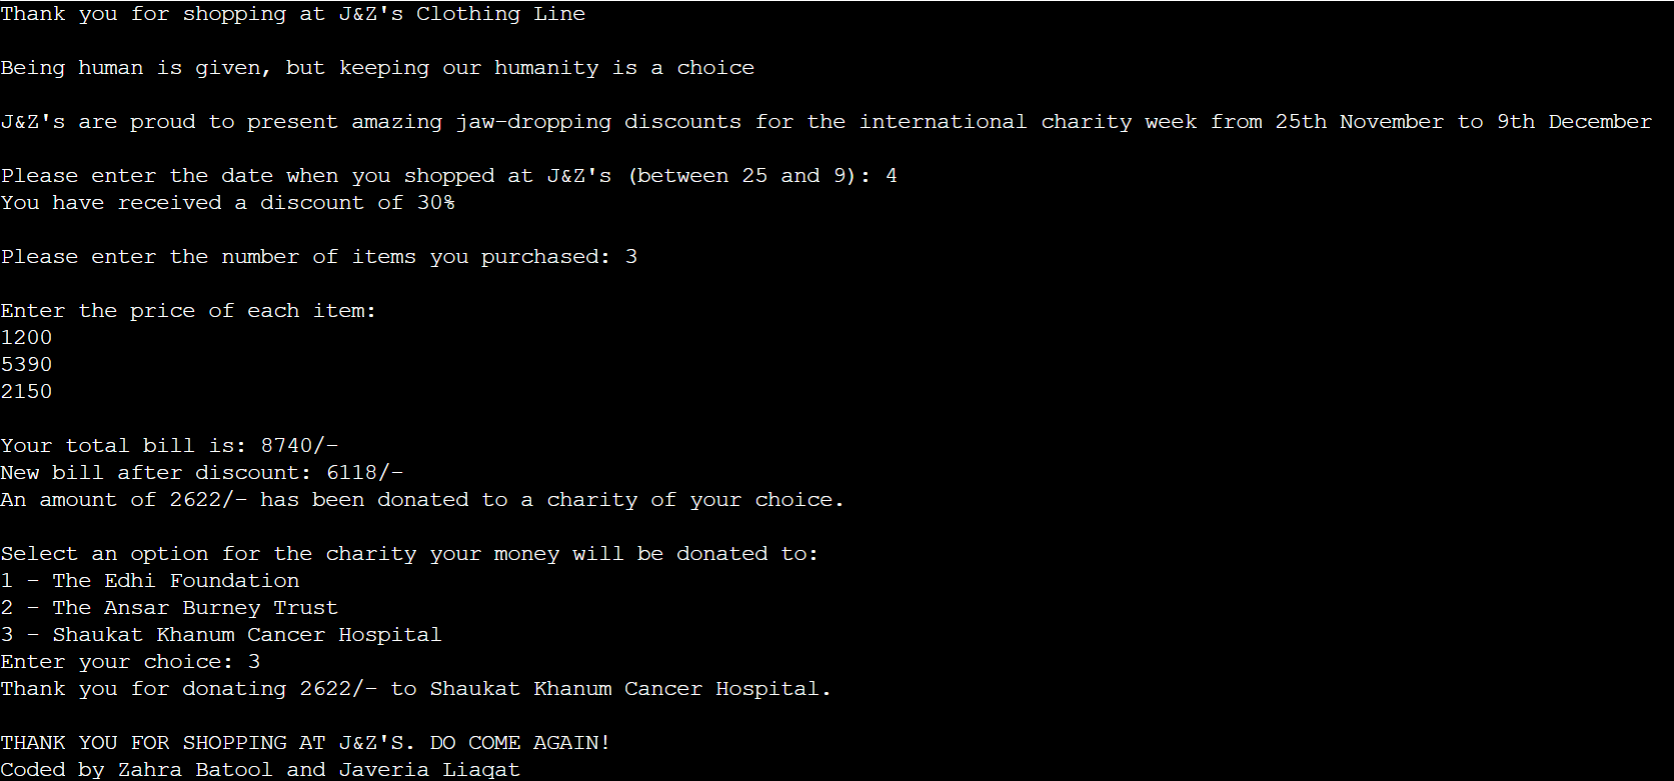 Thank you for shopping at J&Z's Clothing Line
Being human is given, but keeping our humanity is a choice
J&Z's are proud to present amazing jaw-dropping discounts for the international charity week from 25th November to 9th December
Please enter the date when you shopped at J&Z's (between 25 and 9): 4
You have received a discount of 30%
Please enter the number of items you purchased: 3
Enter the price of each item:
1200
5390
2150
Your total bill is: 8740/-
New bill after discount: 6118/-
An amount of 2622/- has been donated to a charity of your choice.
Select an option for the charity your money will be donated to:
1 - The Edhi Foundation
2 - The Ansar Burney Trust
3 - Shaukat Khanum Cancer Hospital
Enter your choice: 3
Thank you for donating 2622/- to Shaukat Khanum Cancer Hospital.
THANK YOU FOR SHOPPING AT J&Z'S. DO COME AGAIN!
Coded by Zahra Batool and Javeria Liaqat